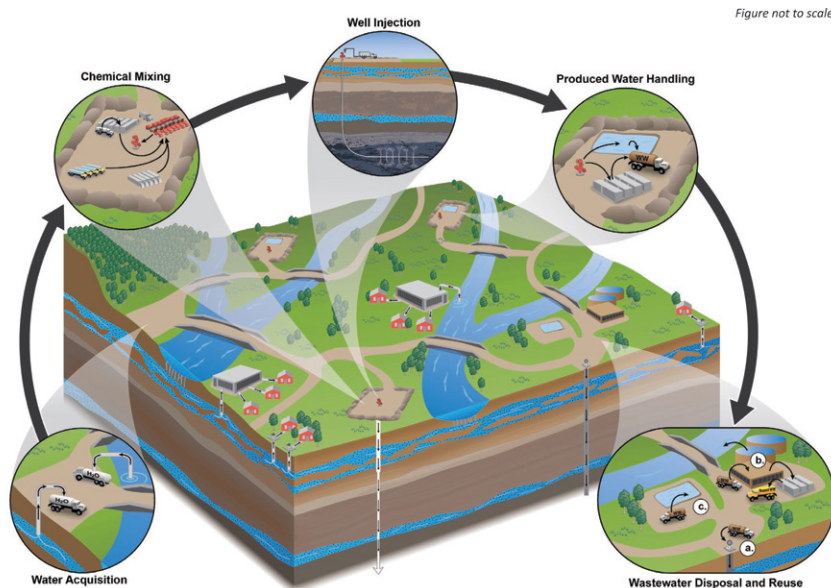 Figure not to scale
Well Injection
Chemical Mixing
Produced Water Handling
WW
H₂O
H₂O
Water Acquisition
b.
c.
a.
Wastewater Disposal and Reuse